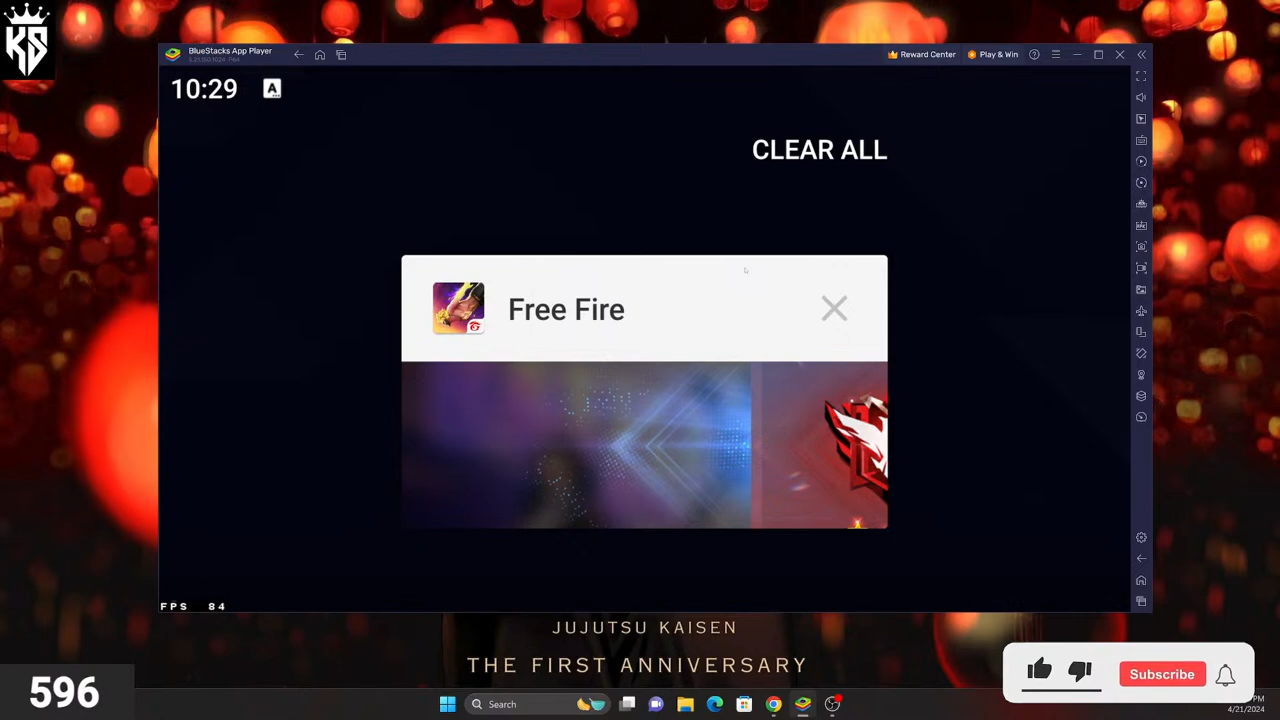 KS
BlueStacks App Player
Reward Center
Play & Win
10:29
A
CLEAR ALL
Free Fire
FPS 84
JUJUTSU KAISEN
THE FIRST ANNIVERSARY
596
Subscribe
Search
4/21/2024